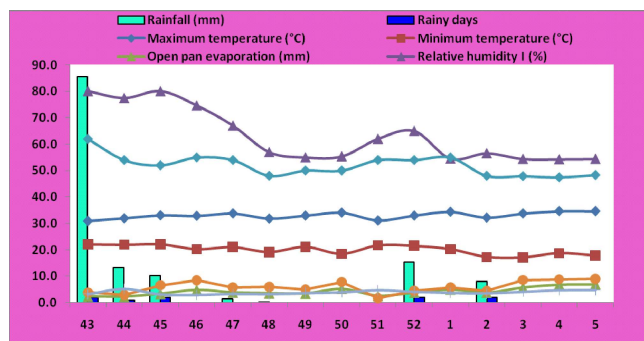 Rainfall (mm) Rainy days
Maximum temperature (°C) Minimum temperature (°C)
Open pan evaporation (mm) Relative humidity I (%)
90.0
80.0
70.0
60.0
50.0
40.0
30.0
20.0
10.0
0.0
43 44 45 46 47 48 49 50 51 52 1 2 3 4 5